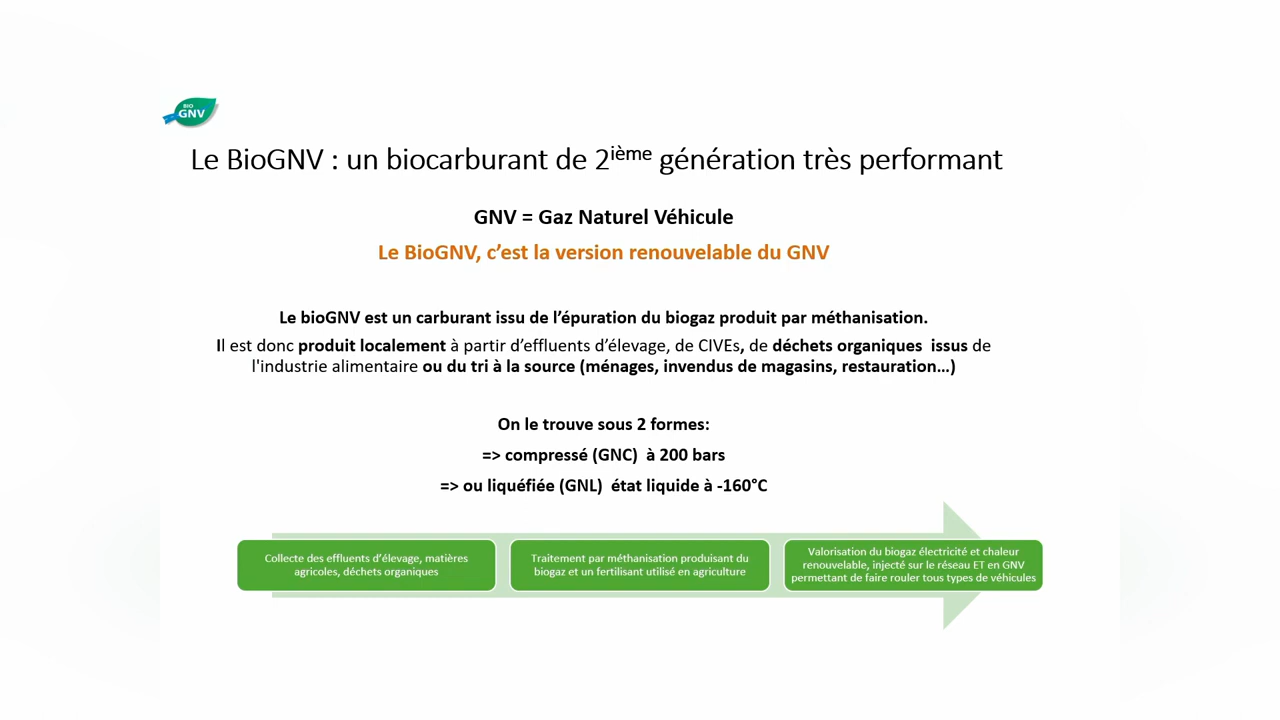 BIO
GNV
Le BioGNV : un biocarburant de 2ième génération très performant
GNV = Gaz Naturel Véhicule
Le BioGNV, c’est la version renouvelable du GNV
Le bioGNV est un carburant issu de l’épuration du biogaz produit par méthanisation.
Il est donc produit localement à partir d’effluents d’élevage, de CIVEs, de déchets organiques issus de
l'industrie alimentaire ou du tri à la source (ménages, invendus de magasins, restauration…)
On le trouve sous 2 formes:
=> compressé (GNC) à 200 bars
=> ou liquéfiée (GNL) état liquide à -160°C
Collecte des effluents d’élevage, matières
agricoles, déchets organiques
Traitement par méthanisation produisant du
biogaz et un fertilisant utilisé en agriculture
Valorisation du biogaz électricité et chaleur
renouvelable, injecté sur le réseau ET en GNV
permettant de faire rouler tous types de véhicules